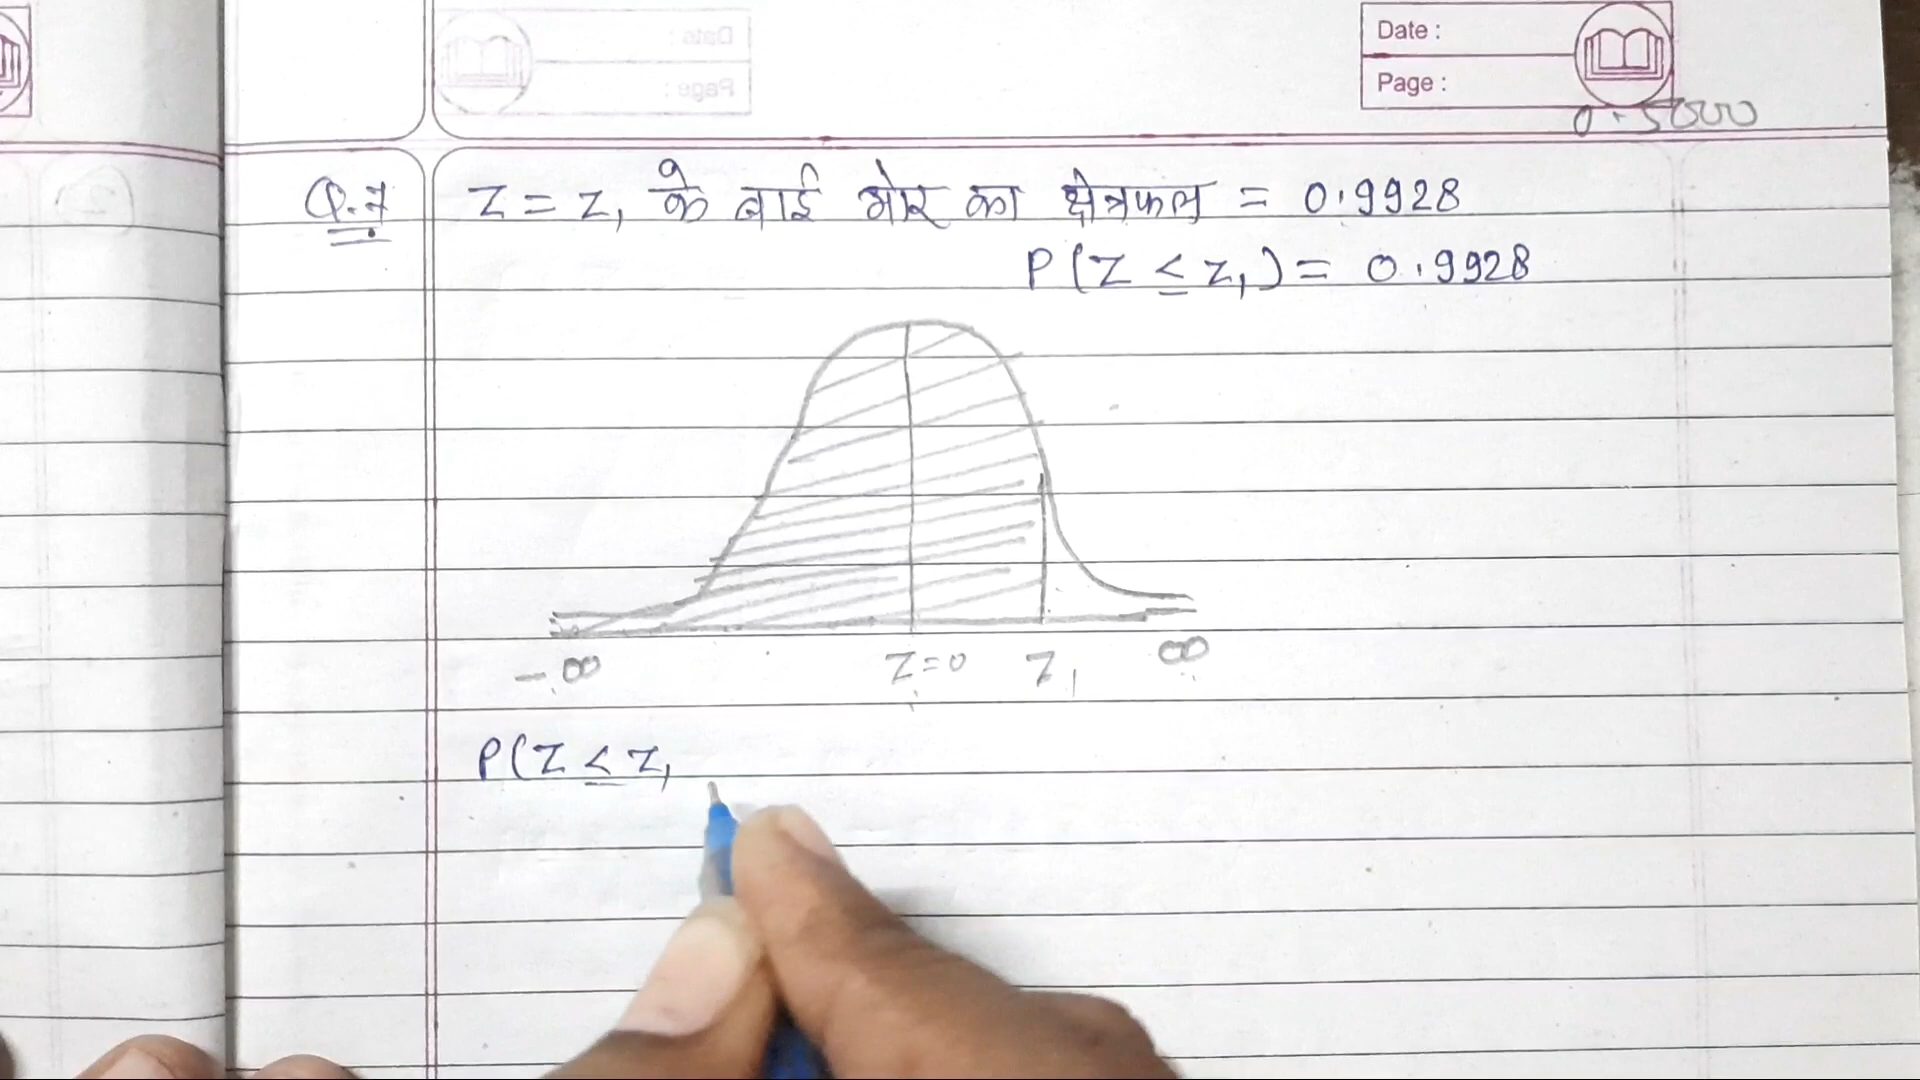 Date :
Page :
0.5000
Q.7 Z = z₁ के बाई ओर का क्षेत्रफल = 0.9928
P(Z ≤ z₁) = 0.9928
-∞ Z=0 Z₁ ∞
P(Z ≤ z₁